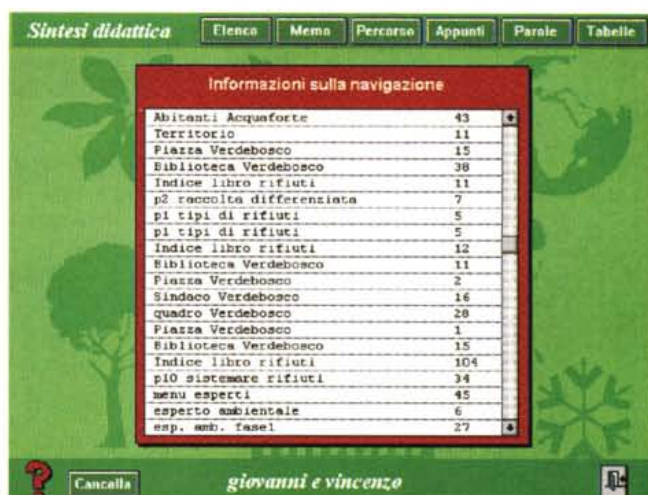 Sintesi didattica Elenco Memo Percorso Appunti Parole Tabelle
Informazioni sulla navigazione
Abitanti Acquaforte 43
Territorio 11
Piazza Verdebosco 15
Biblioteca Verdebosco 38
Indice libro rifiuti 11
p2 raccolta differenziata 7
p1 tipi di rifiuti 5
p1 tipi di rifiuti 5
Indice libro rifiuti 12
Biblioteca Verdebosco 11
Piazza Verdebosco 2
Sindaco Verdebosco 16
quadro Verdebosco 28
Piazza Verdebosco 1
Biblioteca Verdebosco 15
Indice libro rifiuti 104
p10 sistemare rifiuti 34
menu esperti 45
esperto ambientale 6
esp. amb. fase1 27
? Cancella giovanni e vincenzo